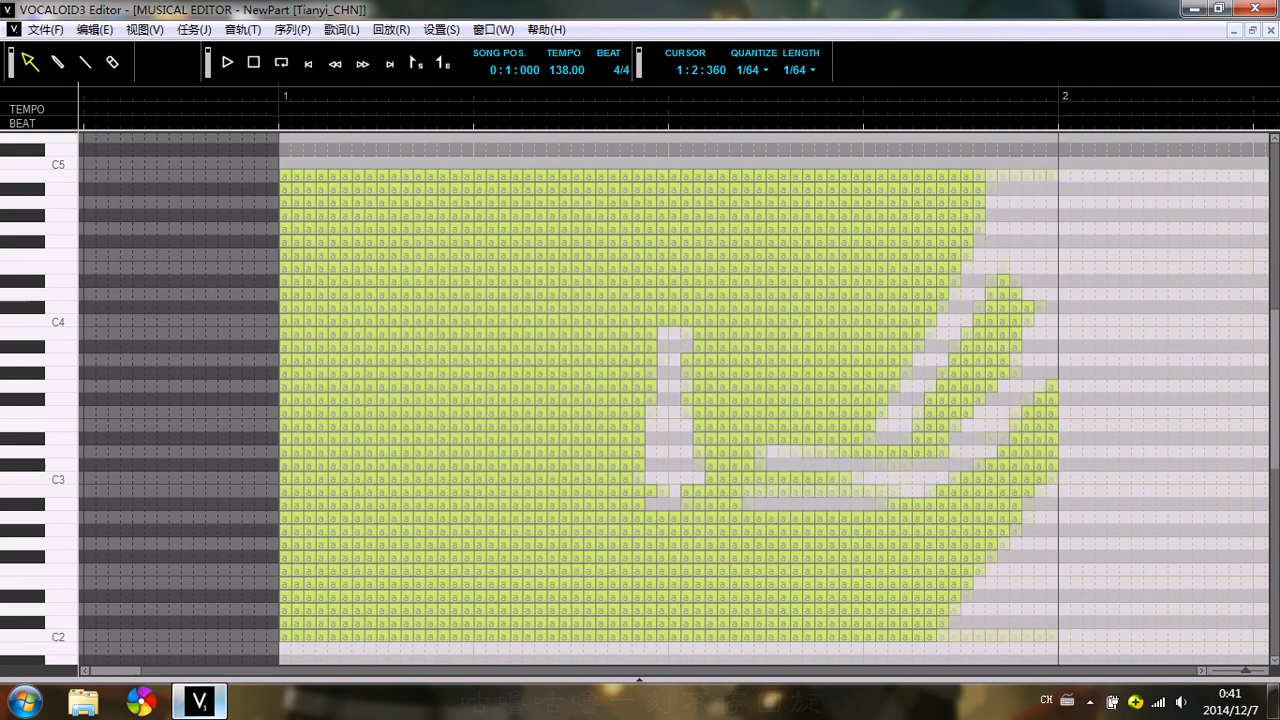 VOCALOID3 Editor - [MUSICAL EDITOR - NewPart [Tianyi_CHN]]
文件(F) 编辑(E) 视图(V) 任务(J) 音轨(T) 序列(P) 歌词(L) 回放(R) 设置(S) 窗口(W) 帮助(H)
SONG POS. TEMPO BEAT CURSOR QUANTIZE LENGTH
0:1:000 138.00 4/4 1:2:360 1/64 1/64
1 2
TEMPO
BEAT
C5
C4
C3
C2
CH 0:41
2014/12/7